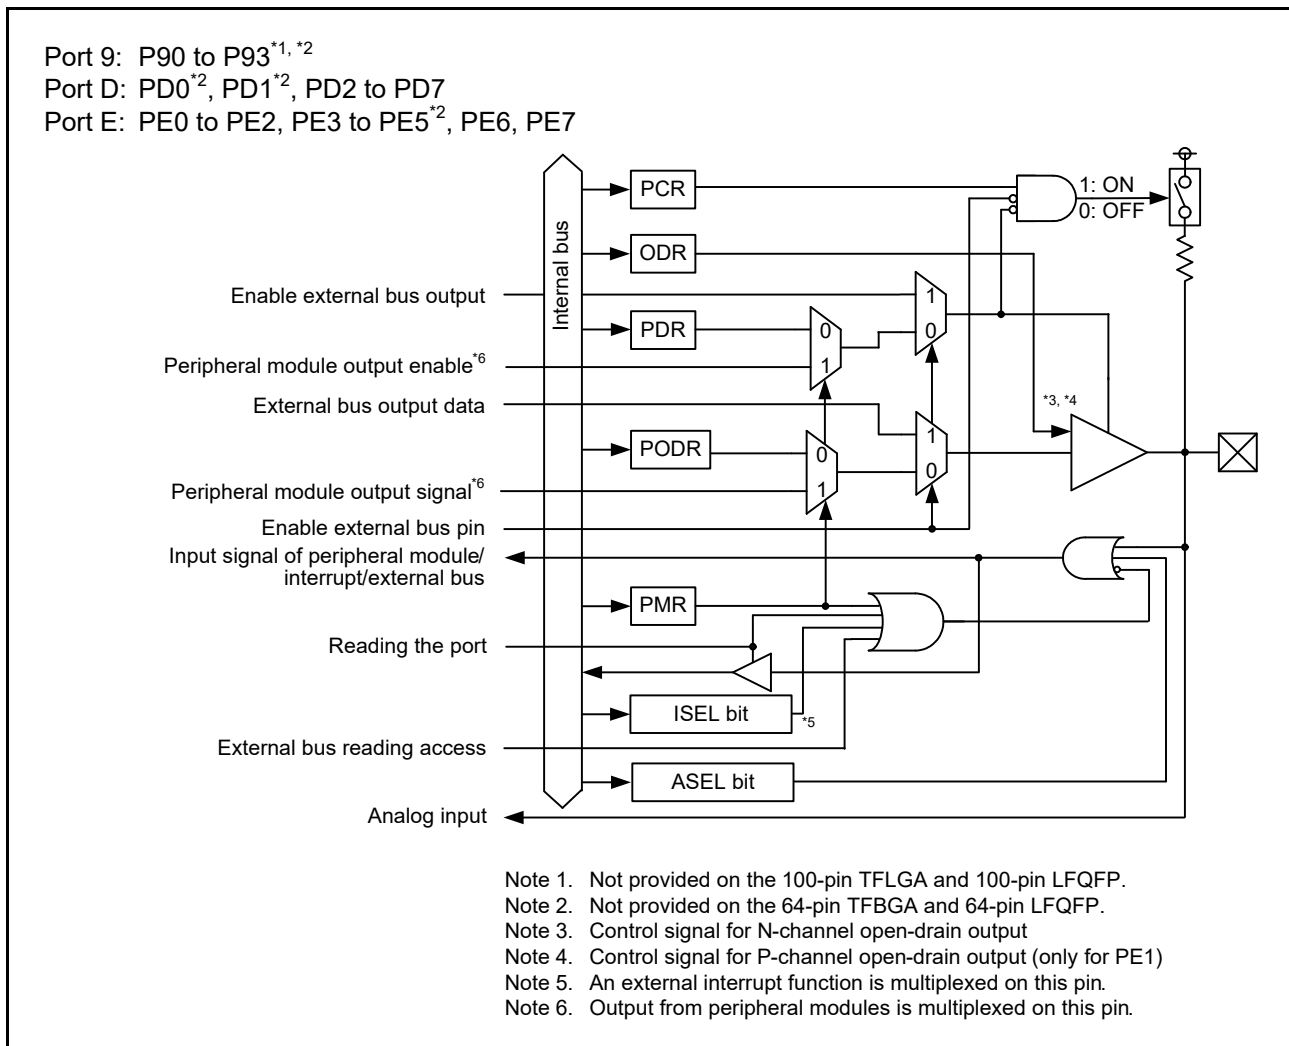 Port 9: P90 to P93*1, *2
Port D: PD0*2, PD1*2, PD2 to PD7
Port E: PE0 to PE2, PE3 to PE5*2, PE6, PE7
PCR
1: ON
0: OFF
ODR
Internal bus
Enable external bus output
1
PDR
0
0
Peripheral module output enable*6
1
External bus output data
*3, *4
1
PODR
0
0
Peripheral module output signal*6
1
Enable external bus pin
Input signal of peripheral module/
interrupt/external bus
PMR
Reading the port
ISEL bit
*5
External bus reading access
ASEL bit
Analog input
Note 1. Not provided on the 100-pin TFLGA and 100-pin LFQFP.
Note 2. Not provided on the 64-pin TFBGA and 64-pin LFQFP.
Note 3. Control signal for N-channel open-drain output
Note 4. Control signal for P-channel open-drain output (only for PE1)
Note 5. An external interrupt function is multiplexed on this pin.
Note 6. Output from peripheral modules is multiplexed on this pin.